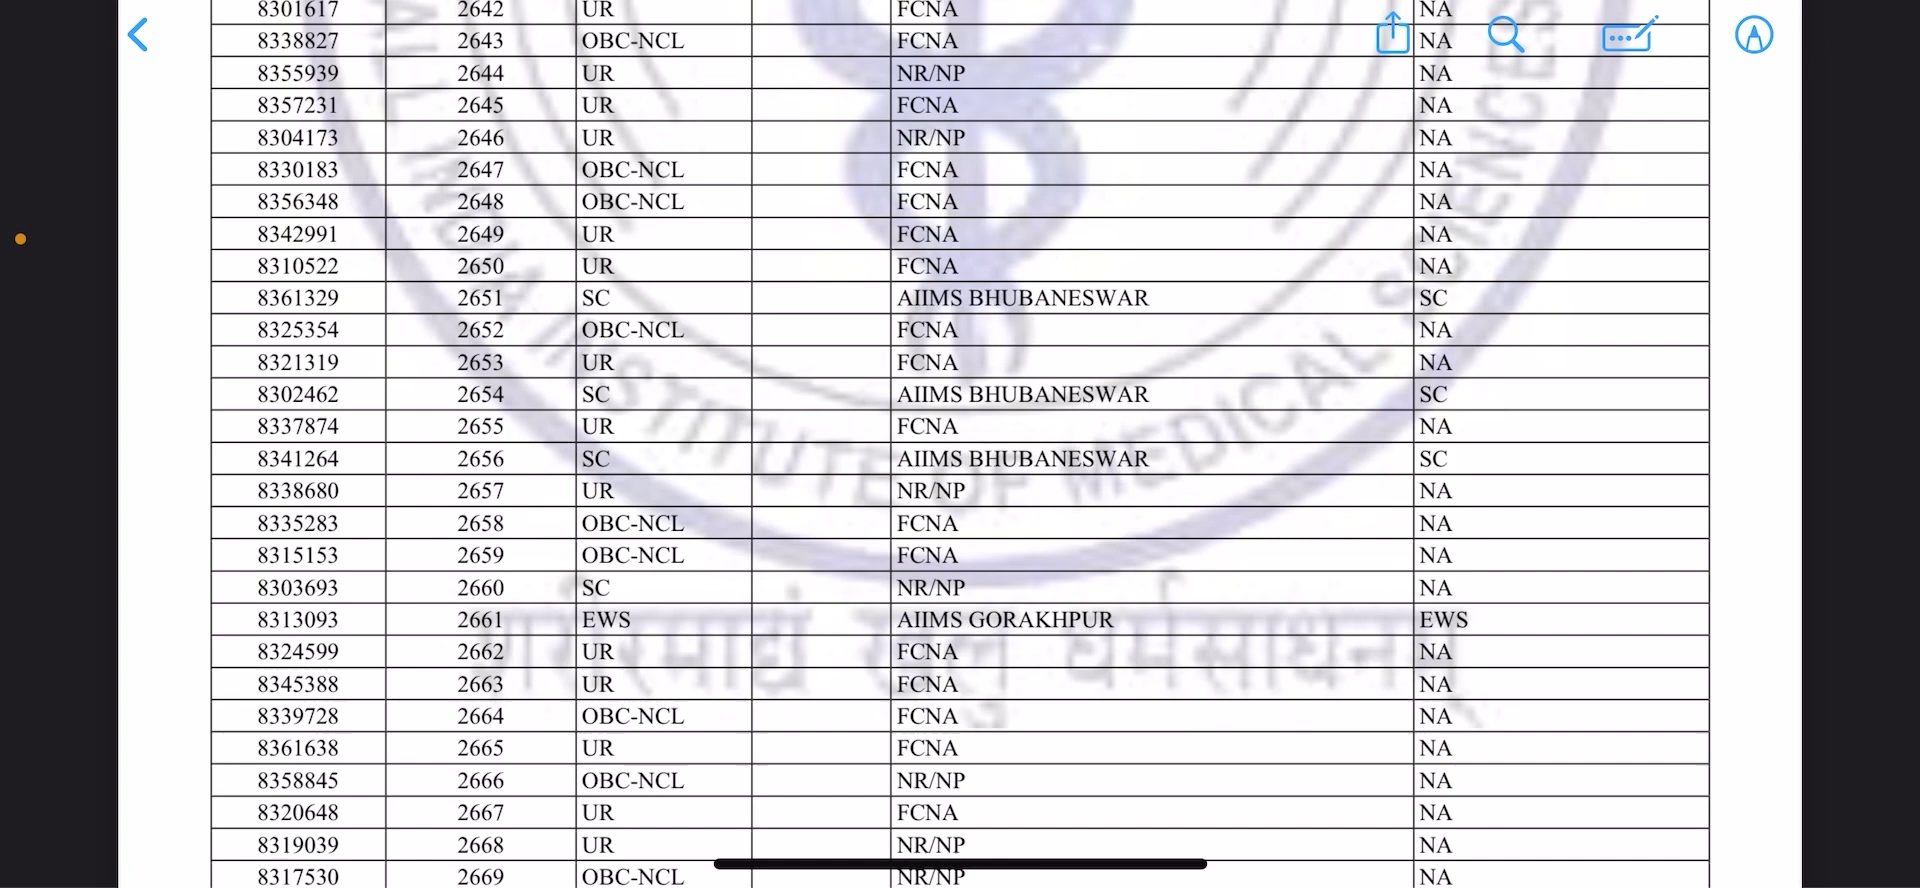 8301617 2642 UR FCNA NA
8338827 2643 OBC-NCL FCNA NA
8355939 2644 UR NR/NP NA
8357231 2645 UR FCNA NA
8304173 2646 UR NR/NP NA
8330183 2647 OBC-NCL FCNA NA
8356348 2648 OBC-NCL FCNA NA
8342991 2649 UR FCNA NA
8310522 2650 UR FCNA NA
8361329 2651 SC AIIMS BHUBANESWAR SC
8325354 2652 OBC-NCL FCNA NA
8321319 2653 UR FCNA NA
8302462 2654 SC AIIMS BHUBANESWAR SC
8337874 2655 UR FCNA NA
8341264 2656 SC AIIMS BHUBANESWAR SC
8338680 2657 UR NR/NP NA
8335283 2658 OBC-NCL FCNA NA
8315153 2659 OBC-NCL FCNA NA
8303693 2660 SC NR/NP NA
8313093 2661 EWS AIIMS GORAKHPUR EWS
8324599 2662 UR FCNA NA
8345388 2663 UR FCNA NA
8339728 2664 OBC-NCL FCNA NA
8361638 2665 UR FCNA NA
8358845 2666 OBC-NCL NR/NP NA
8320648 2667 UR FCNA NA
8319039 2668 UR NR/NP NA
8317530 2669 OBC-NCL NR/NP NA
ALL INDIA INSTITUTE OF MEDICAL SCIENCES